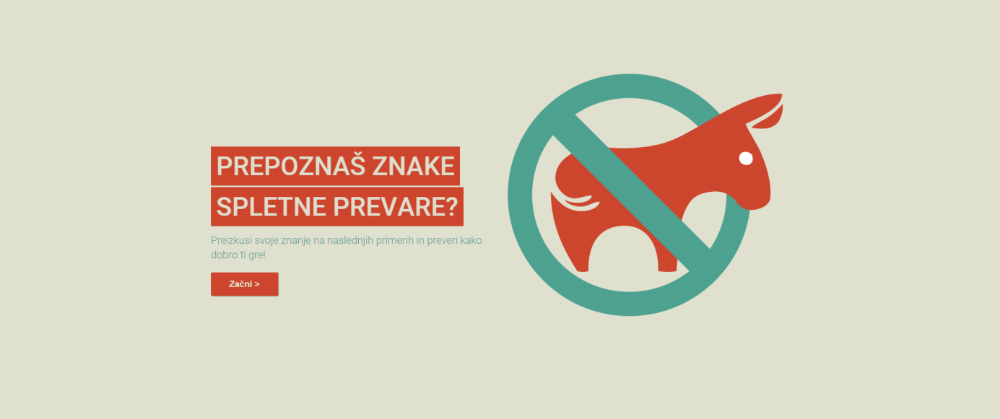 PREPOZNAŠ ZNAKE
SPLETNE PREVARE?
Preizkusi svoje znanje na naslednjih primerih in preveri kako
dobro ti gre!
Začni >